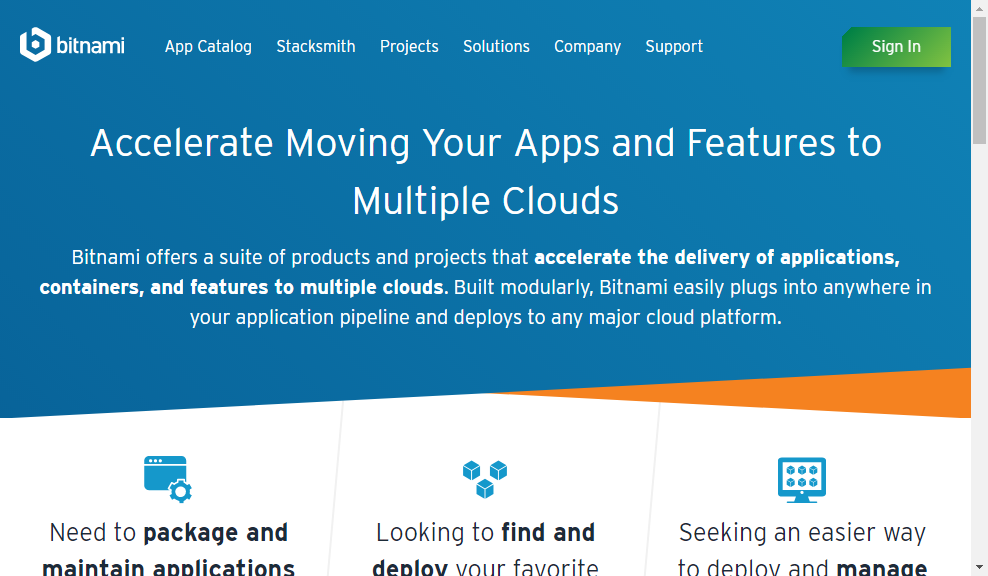 bitnami
App Catalog Stacksmith Projects Solutions Company Support
Sign In
Accelerate Moving Your Apps and Features to
Multiple Clouds
Bitnami offers a suite of products and projects that accelerate the delivery of applications,
containers, and features to multiple clouds. Built modularly, Bitnami easily plugs into anywhere in
your application pipeline and deploys to any major cloud platform.
Need to package and
maintain applications
Looking to find and
deploy your favorite
Seeking an easier way
to deploy and manage